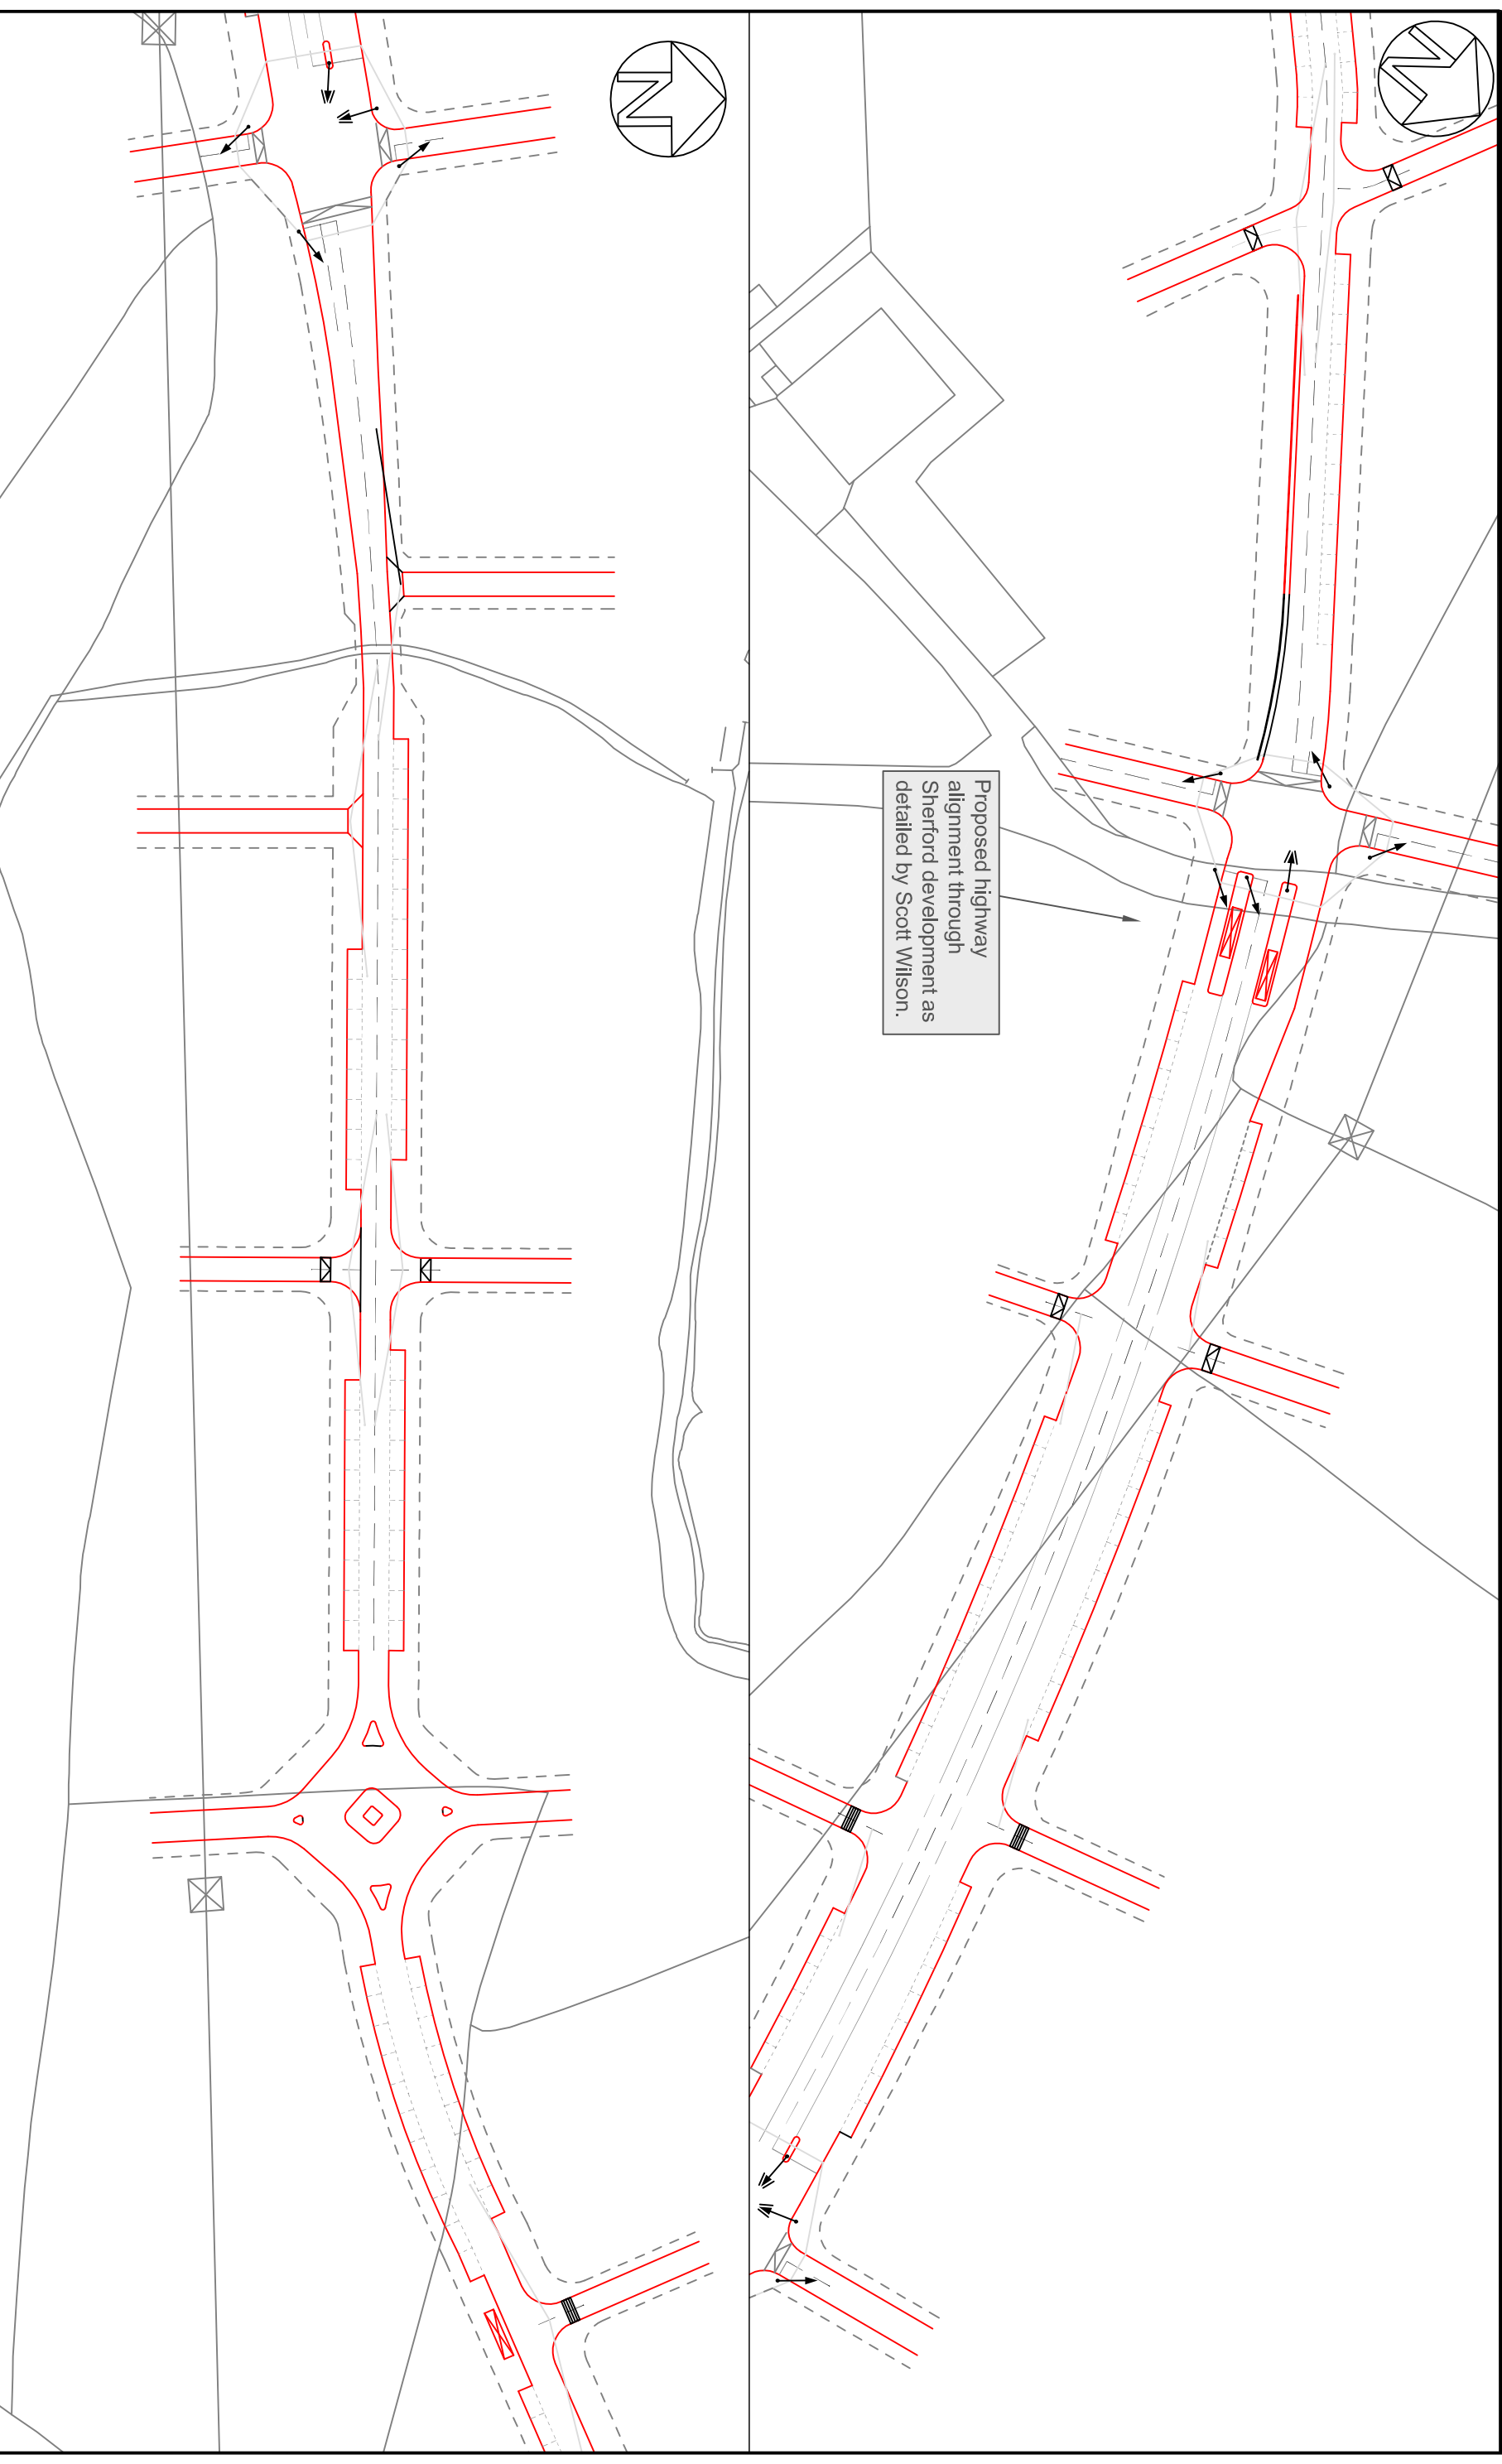 Proposed highway
alignment through
Sherford development as
detailed by Scott Wilson.
N
N